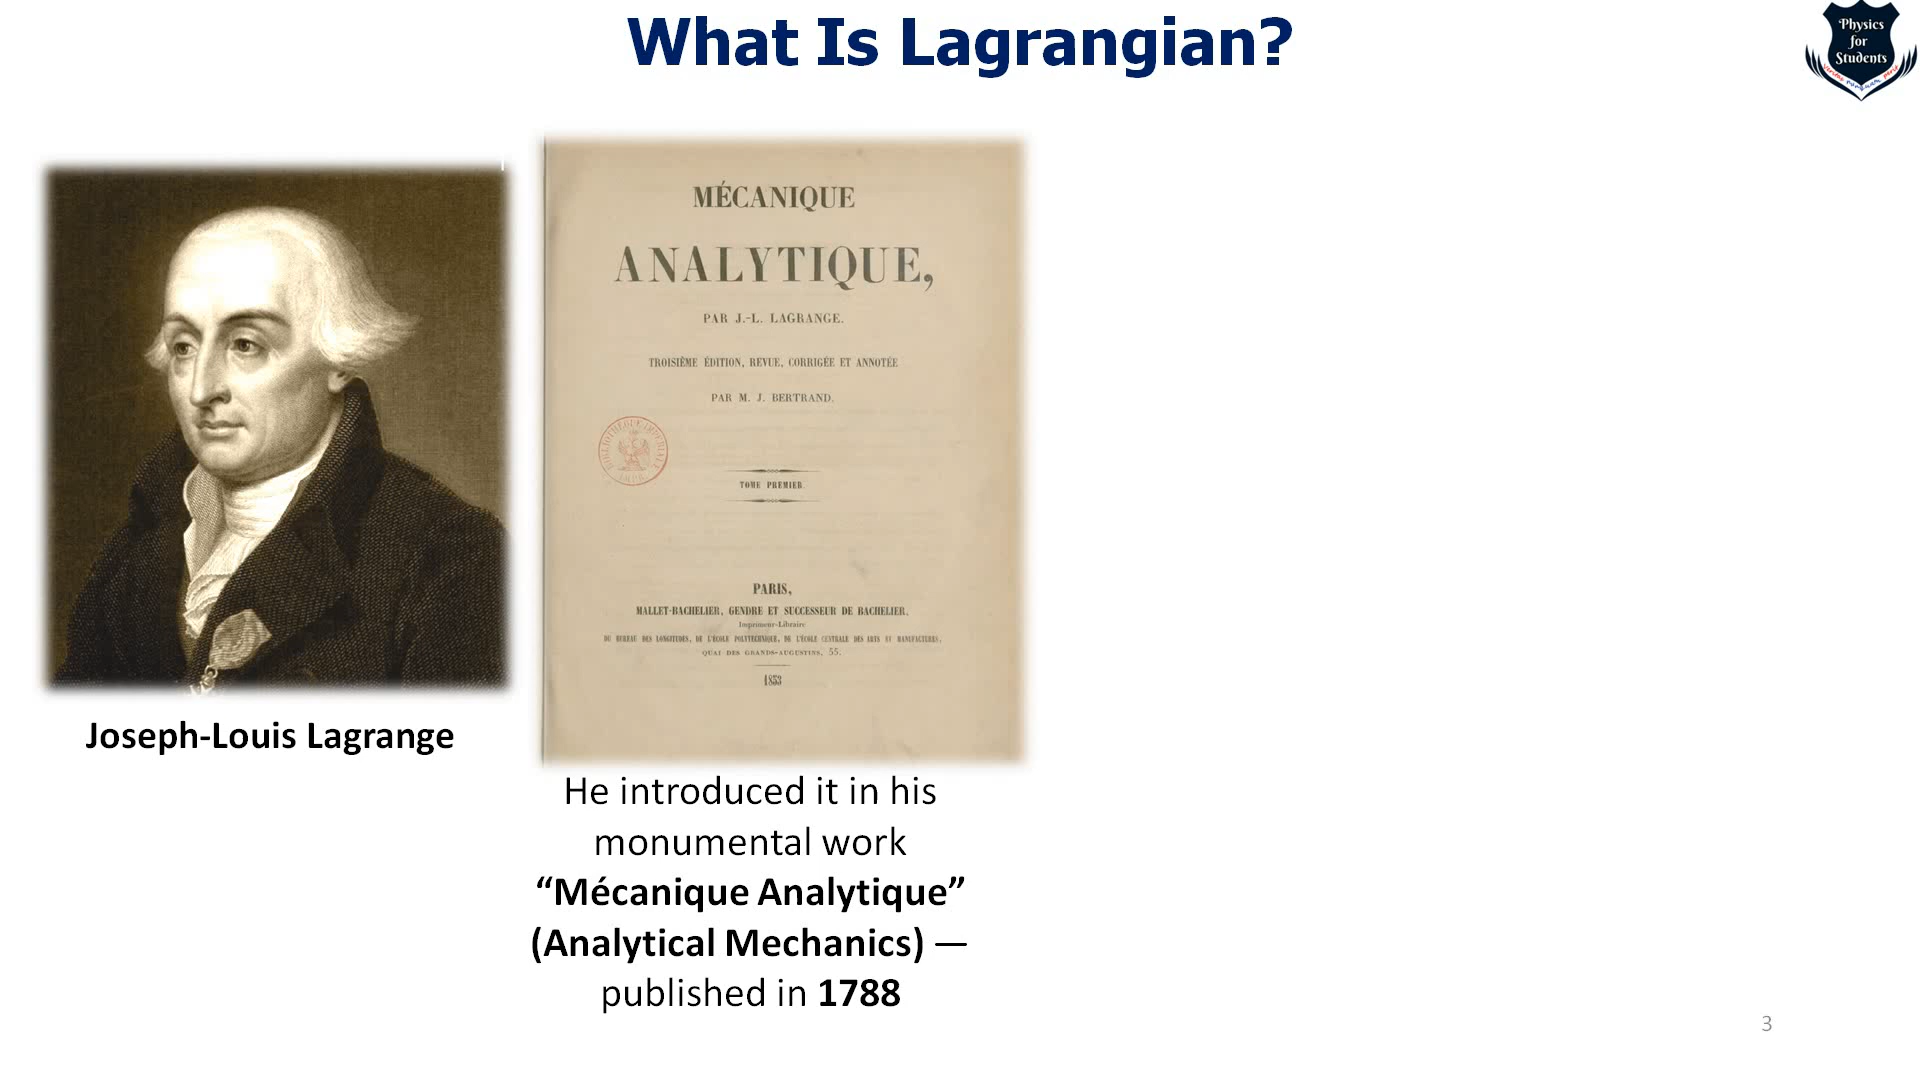 What Is Lagrangian?
Physics
for
Students
MÉCANIQUE
ANALYTIQUE,
PAR J.-L. LAGRANGE.
TROISIÈME ÉDITION, REVUE, CORRIGÉE ET ANNOTÉE
PAR M. J. BERTRAND.
BIBLIOTHÈQUE IMPÉRIALE
TOME PREMIER
PARIS,
MALLET-BACHELIER, GENDRE ET SUCCESSEUR DE BACHELIER,
Imprimeur-Libraire
DU BUREAU DES LONGITUDES, DE L'ÉCOLE POLYTECHNIQUE, DE L'ÉCOLE CENTRALE DES ARTS ET MANUFACTURES,
QUAI DES GRANDS-AUGUSTINS, 55.
1853
Joseph-Louis Lagrange
He introduced it in his
monumental work
“Mécanique Analytique”
(Analytical Mechanics) —
published in 1788
3